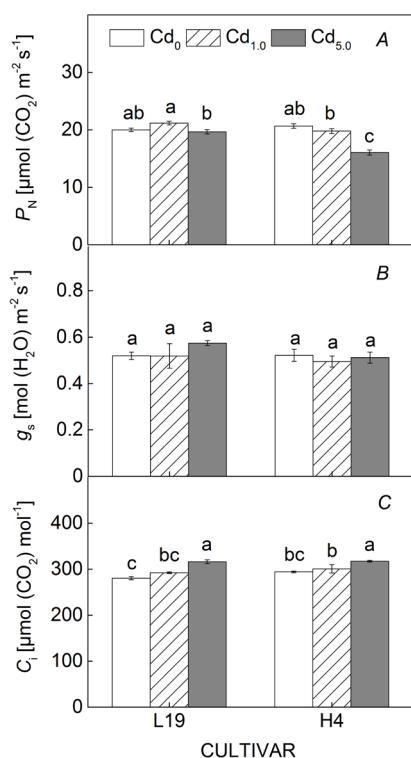 Cd0 Cd1.0 Cd5.0 A
30
20
10
0
PN [µmol (CO2) m-2 s-1]
ab a b ab b c
B
0.8
0.6
0.4
0.2
0
gs [mol (H2O) m-2 s-1]
a a a a a a
C
400
300
200
100
0
Ci [µmol (CO2) mol-1]
c bc a bc b a
L19 H4
CULTIVAR